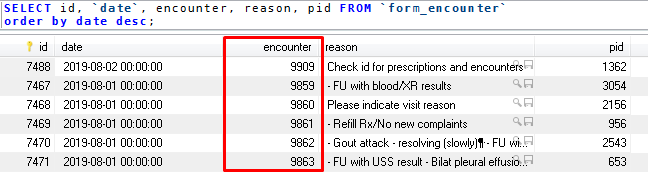 SELECT id, `date`, encounter, reason, pid FROM `form_encounter`
order by date desc;
id date encounter reason pid
7488 2019-08-02 00:00:00 9909 Check id for prescriptions and encounters 1362
7467 2019-08-01 00:00:00 9859 - FU with blood/XR results 3054
7468 2019-08-01 00:00:00 9860 Please indicate visit reason 2156
7469 2019-08-01 00:00:00 9861 - Refill Rx/No new complaints 956
7470 2019-08-01 00:00:00 9862 - Gout attack - resolving (slowly)¶ - FU wi... 2543
7471 2019-08-01 00:00:00 9863 - FU with USS result - Bilat pleural effusio... 653